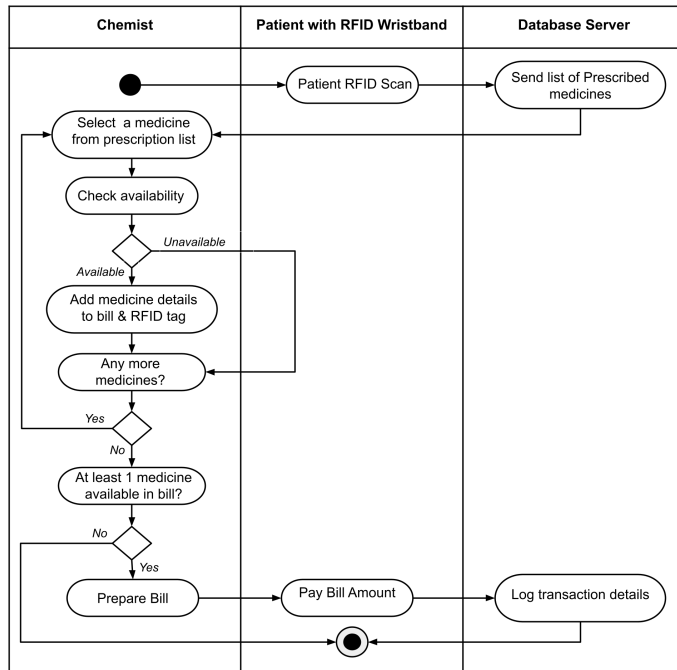 Chemist
Patient with RFID Wristband
Database Server
Patient RFID Scan
Send list of Prescribed
medicines
Select a medicine
from prescription list
Check availability
Unavailable
Available
Add medicine details
to bill & RFID tag
Any more
medicines?
Yes
No
At least 1 medicine
available in bill?
No
Yes
Prepare Bill
Pay Bill Amount
Log transaction details